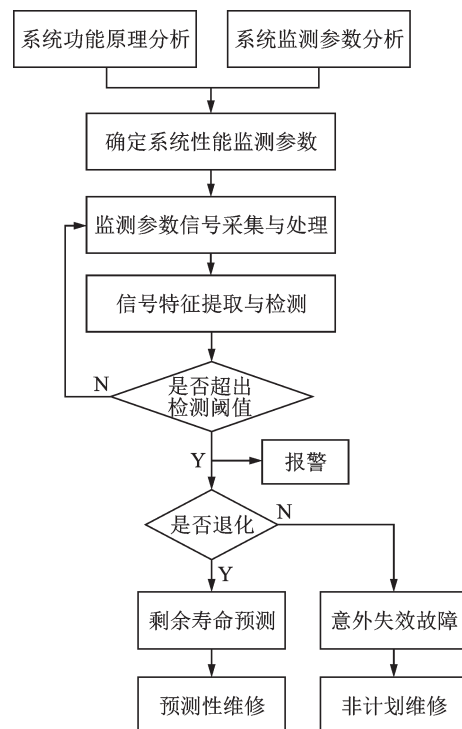 系统功能原理分析
系统监测参数分析
确定系统性能监测参数
监测参数信号采集与处理
信号特征提取与检测
N
是否超出
检测阈值
Y
报警
是否退化
N
Y
剩余寿命预测
意外失效故障
预测性维修
非计划维修